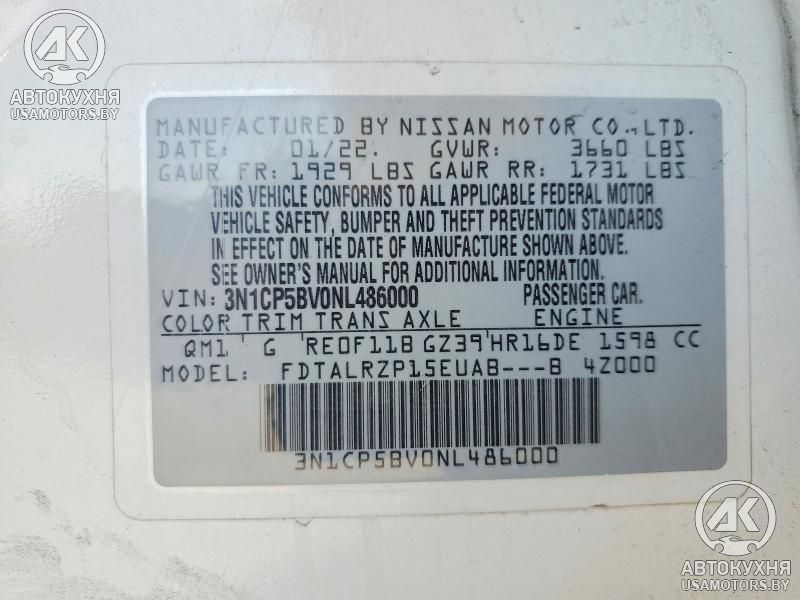 АК
АВТОКУХНЯ
USAMOTORS.BY
MANUFACTURED BY NISSAN MOTOR CO., LTD.
DATE: 01/22. GVWR: 3660 LBS
GAWR FR: 1929 LBS GAWR RR: 1731 LBS
THIS VEHICLE CONFORMS TO ALL APPLICABLE FEDERAL MOTOR
VEHICLE SAFETY, BUMPER AND THEFT PREVENTION STANDARDS
IN EFFECT ON THE DATE OF MANUFACTURE SHOWN ABOVE.
SEE OWNER'S MANUAL FOR ADDITIONAL INFORMATION
VIN: 3N1CP5BV0NL486000 PASSENGER CAR.
COLOR TRIM TRANS AXLE ENGINE
QM1 G RE0F11B GZ39 HR16DE 1598 CC
MODEL: FDTALRZP15EUAB---B 4Z000
3N1CP5BV0NL486000
АК
АВТОКУХНЯ
USAMOTORS.BY